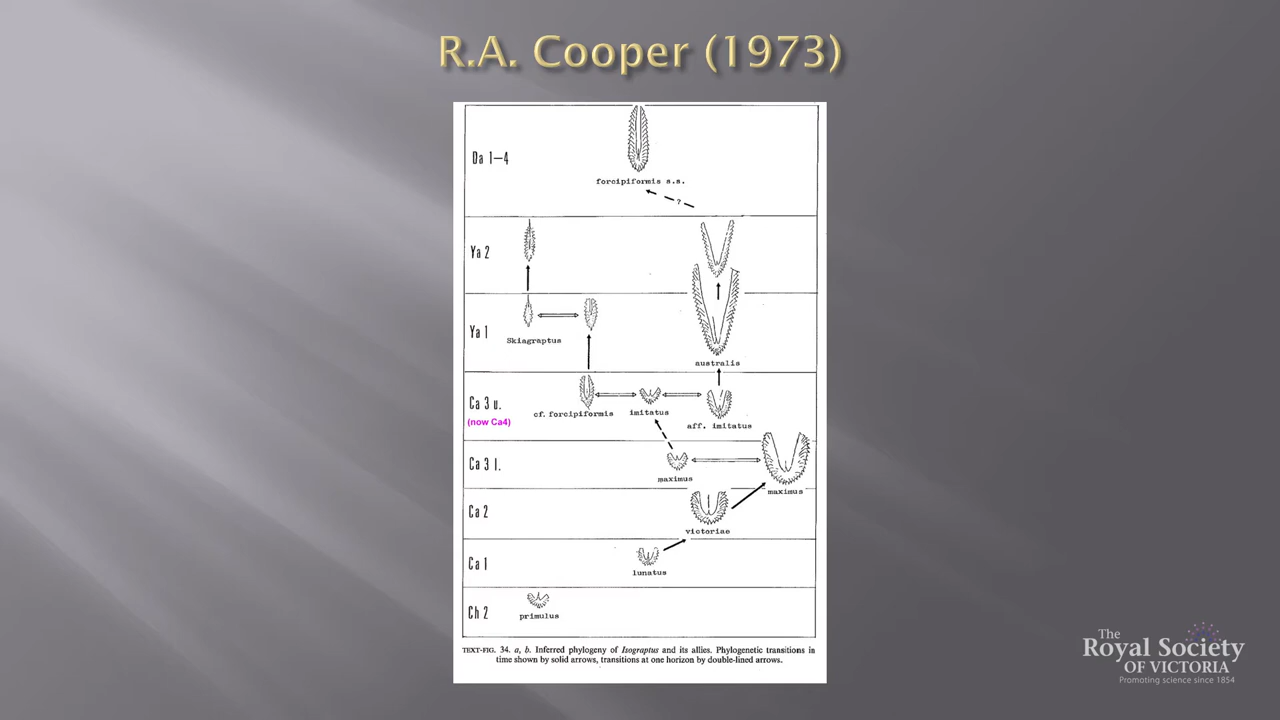 R.A. Cooper (1973)
Da 1–4
forcipiformis s.s.
?
Ya 2
Ya 1
Skiagraptus
australis
Ca 3 u.
(now Ca4)
cf. forcipiformis
imitatus
aff. imitatus
Ca 3 l.
maximus
maximus
Ca 2
victoriae
Ca 1
lunatus
Ch 2
primulus
TEXT-FIG. 34. a, b. Inferred phylogeny of Isograptus and its allies. Phylogenetic transitions in
time shown by solid arrows, transitions at one horizon by double-lined arrows.
The
Royal Society
OF VICTORIA
Promoting science since 1854